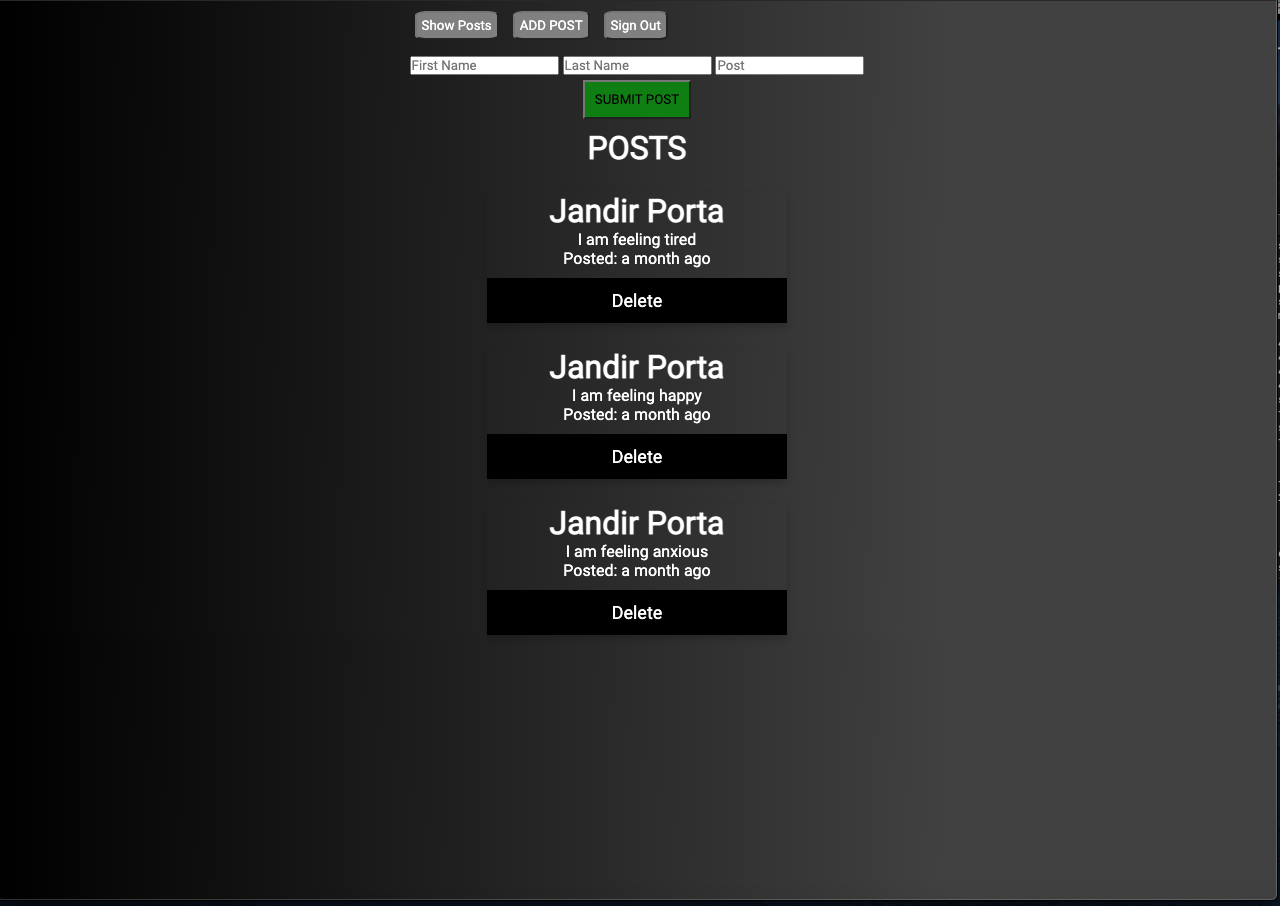 Show Posts ADD POST Sign Out
First Name Last Name Post
SUBMIT POST
POSTS
Jandir Porta
I am feeling tired
Posted: a month ago
Delete
Jandir Porta
I am feeling happy
Posted: a month ago
Delete
Jandir Porta
I am feeling anxious
Posted: a month ago
Delete